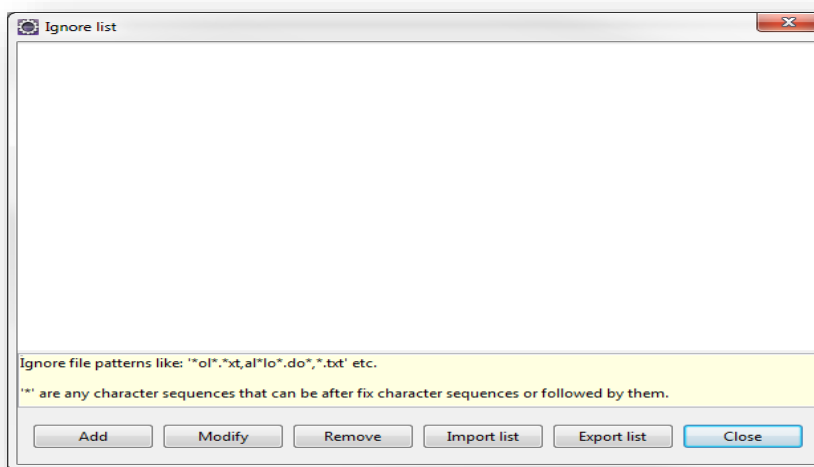 Ignore list
Ignore file patterns like: '*ol*.*xt,al*lo*.do*,*.txt' etc.
'*' are any character sequences that can be after fix character sequences or followed by them.
Add Modify Remove Import list Export list Close